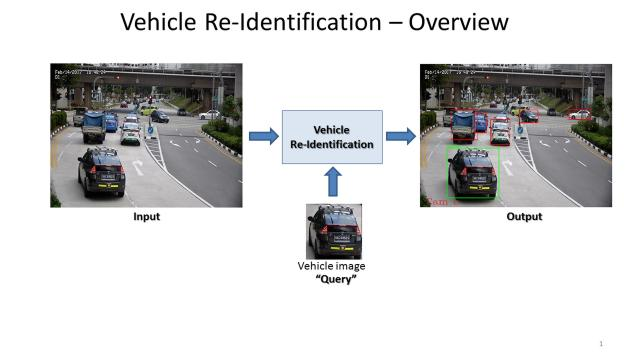 Vehicle Re-Identification – Overview
Vehicle
Re-Identification
Input
Output
Vehicle image
“Query”
1